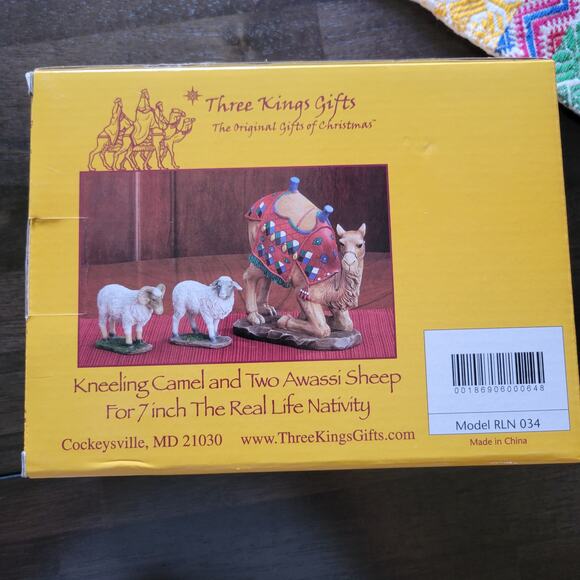 Three Kings Gifts
The Original Gifts of Christmas™
Kneeling Camel and Two Awassi Sheep
For 7 inch The Real Life Nativity
Cockeysville, MD 21030 www.ThreeKingsGifts.com
00186906000648
Model RLN 034
Made in China